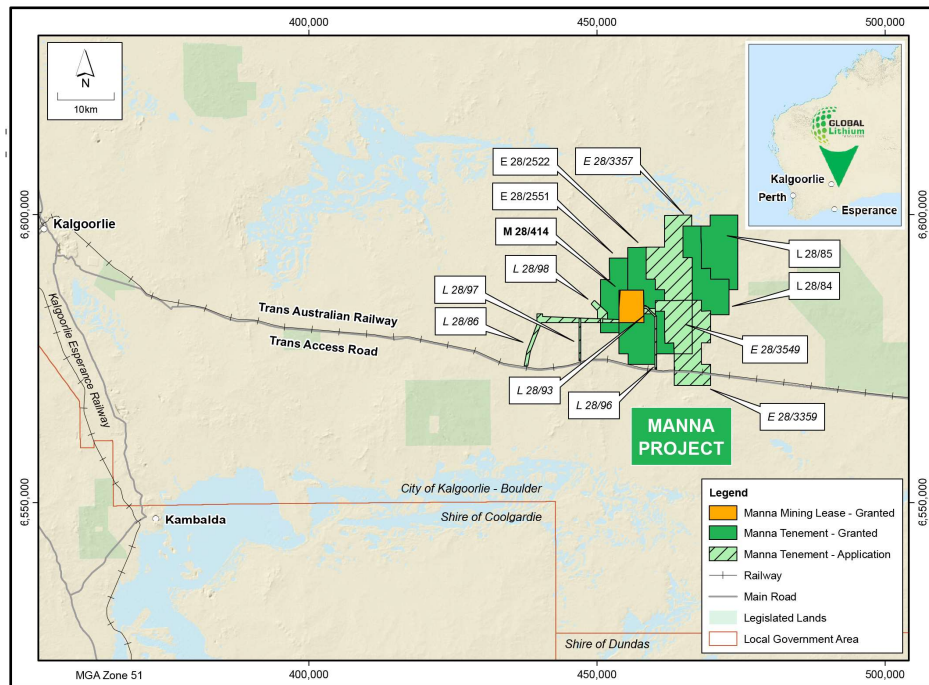 400,000
450,000
500,000
N
10km
GLOBAL
Lithium
Kalgoorlie
Perth
Esperance
E 28/2522
E 28/3357
E 28/2551
M 28/414
L 28/98
L 28/97
L 28/86
L 28/85
L 28/84
E 28/3549
L 28/93
L 28/96
E 28/3359
6,600,000
6,600,000
Kalgoorlie
Trans Australian Railway
Trans Access Road
Kalgoorlie Esperance Railway
MANNA
PROJECT
City of Kalgoorlie - Boulder
Shire of Coolgardie
6,550,000
6,550,000
Kambalda
Shire of Dundas
Legend
Manna Mining Lease - Granted
Manna Tenement - Granted
Manna Tenement - Application
Railway
Main Road
Legislated Lands
Local Government Area
MGA Zone 51
400,000
450,000
500,000